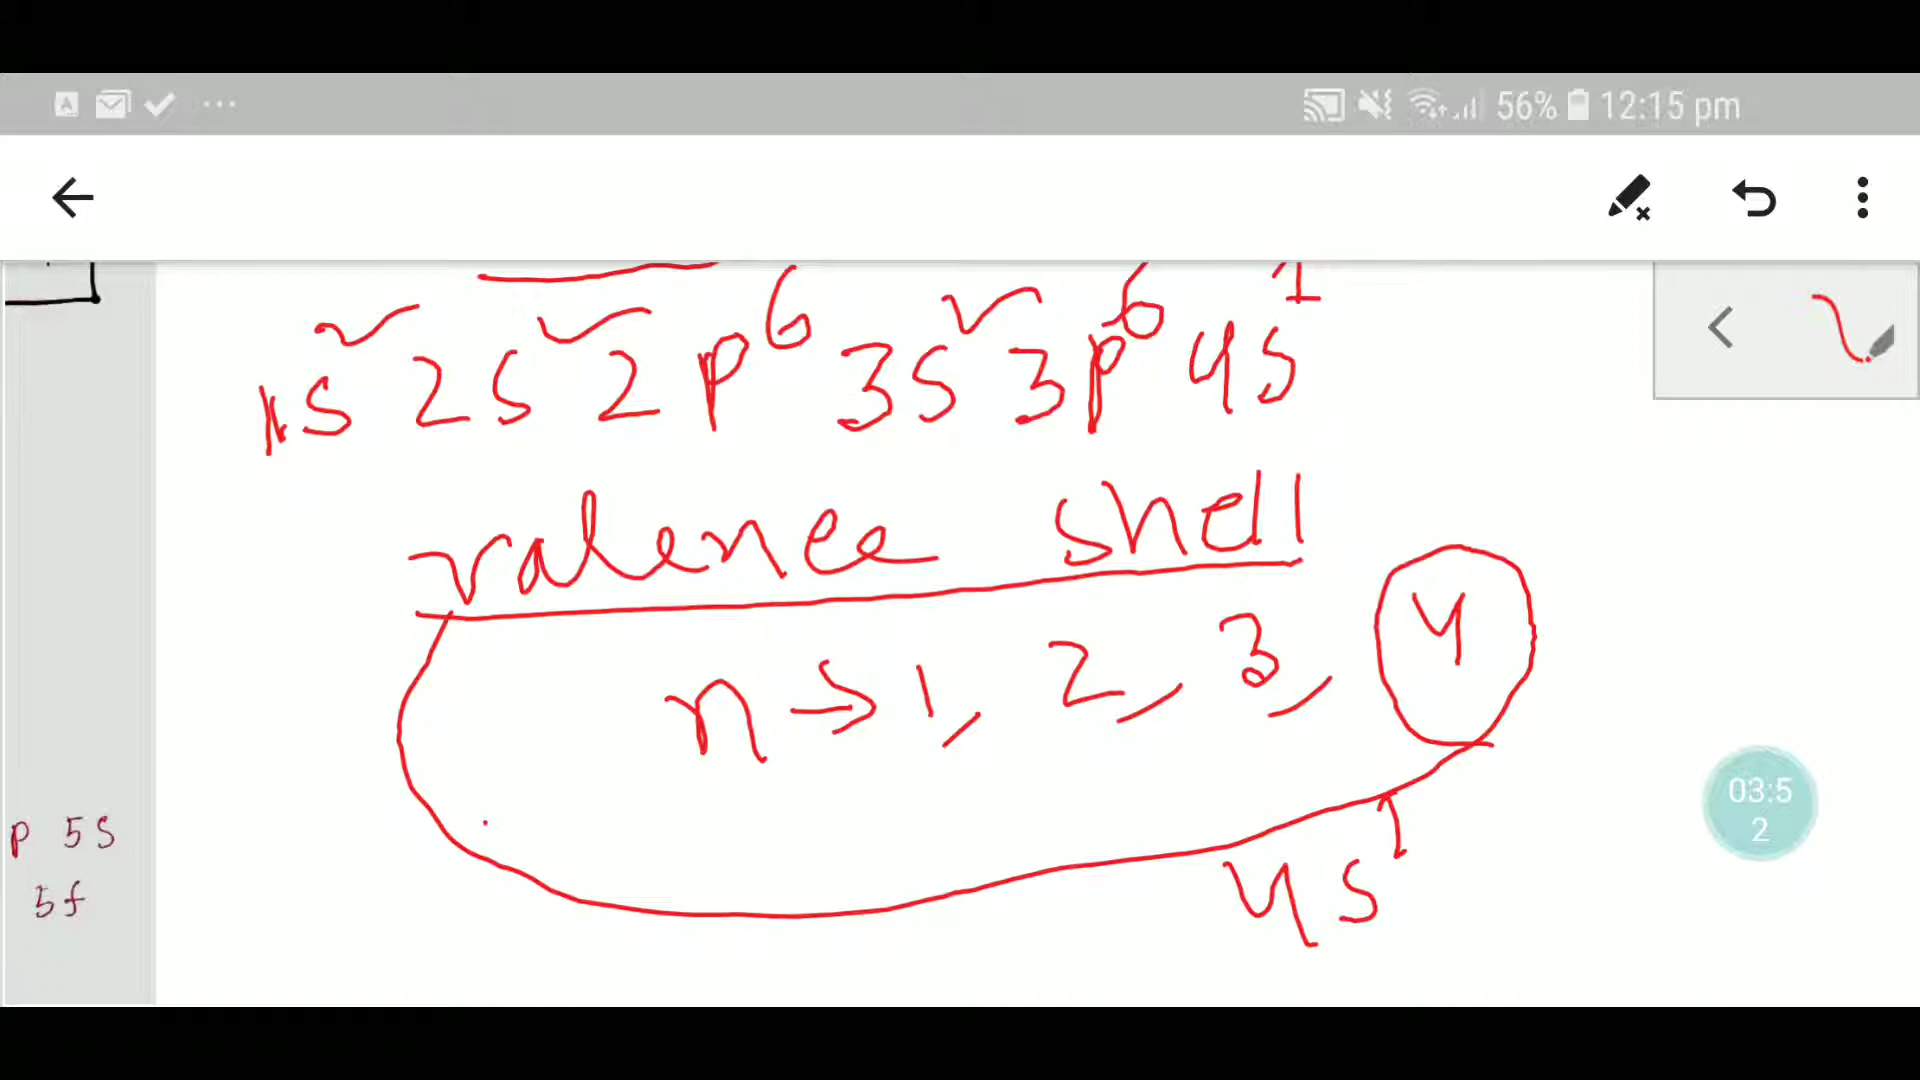 56% 12:15 pm
1s² 2s² 2p⁶ 3s² 3p⁶ 4s¹
valence shell
n → 1, 2, 3, 4
4s¹
03:5
2
p 5s
5f